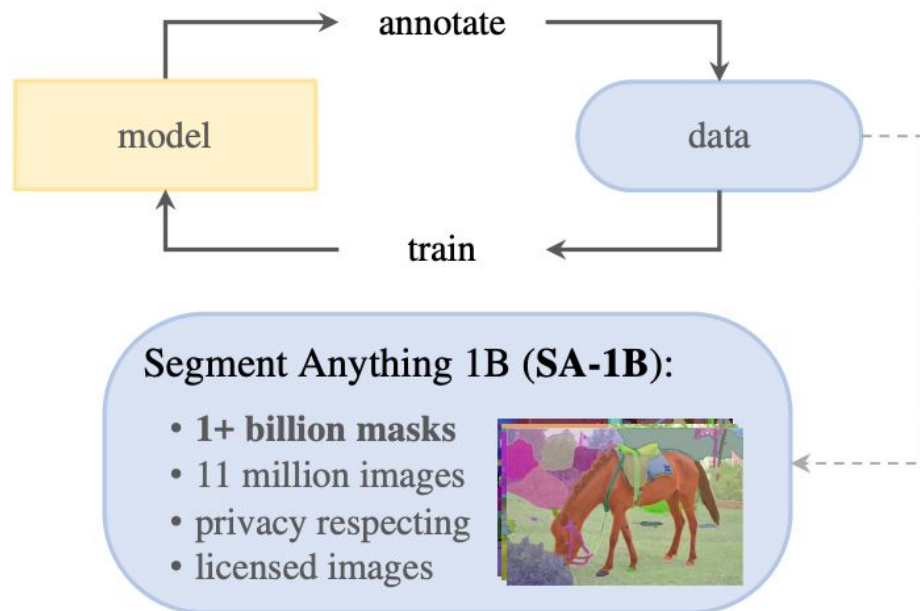 annotate
model
data
train
Segment Anything 1B (SA-1B):
• 1+ billion masks
• 11 million images
• privacy respecting
• licensed images